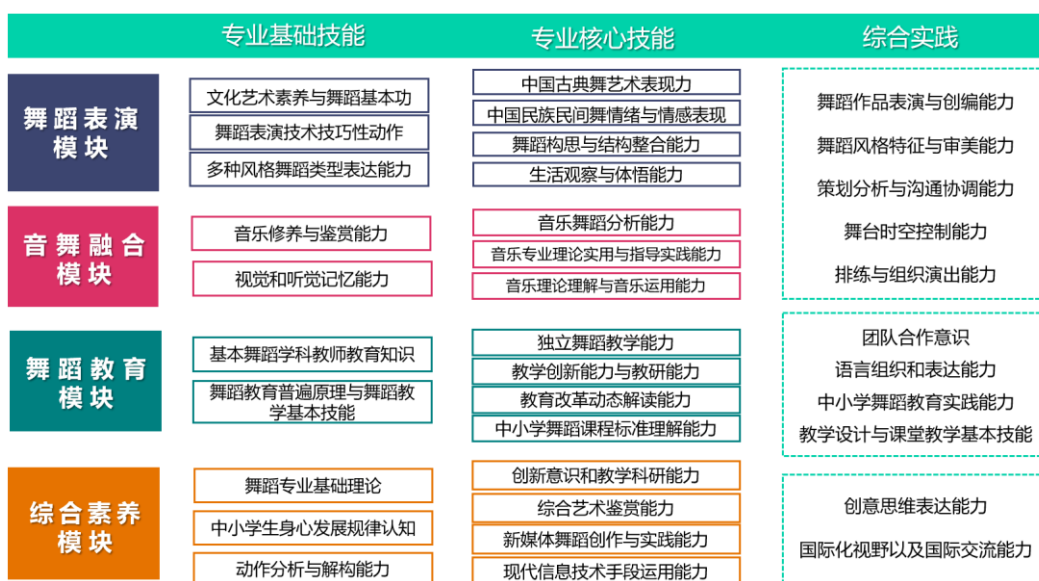 专业基础技能
专业核心技能
综合实践
舞蹈表演
模块
文化艺术素养与舞蹈基本功
舞蹈表演技术技巧性动作
多种风格舞蹈类型表达能力
中国古典舞艺术表现力
中国民族民间舞情绪与情感表现
舞蹈构思与结构整合能力
生活观察与体悟能力
舞蹈作品表演与创编能力
舞蹈风格特征与审美能力
策划分析与沟通协调能力
舞台时空控制能力
排练与组织演出能力
音舞融合
模块
音乐修养与鉴赏能力
视觉和听觉记忆能力
音乐舞蹈分析能力
音乐专业理论实用与指导实践能力
音乐理论理解与音乐运用能力
舞蹈教育
模块
基本舞蹈学科教师教育知识
舞蹈教育普遍原理与舞蹈教
学基本技能
独立舞蹈教学能力
教学创新能力与教研能力
教育改革动态解读能力
中小学舞蹈课程标准理解能力
团队合作意识
语言组织和表达能力
中小学舞蹈教育实践能力
教学设计与课堂教学基本技能
综合素养
模块
舞蹈专业基础理论
中小学生身心发展规律认知
动作分析与解构能力
创新意识和教学科研能力
综合艺术鉴赏能力
新媒体舞蹈创作与实践能力
现代信息技术手段运用能力
创意思维表达能力
国际化视野以及国际交流能力